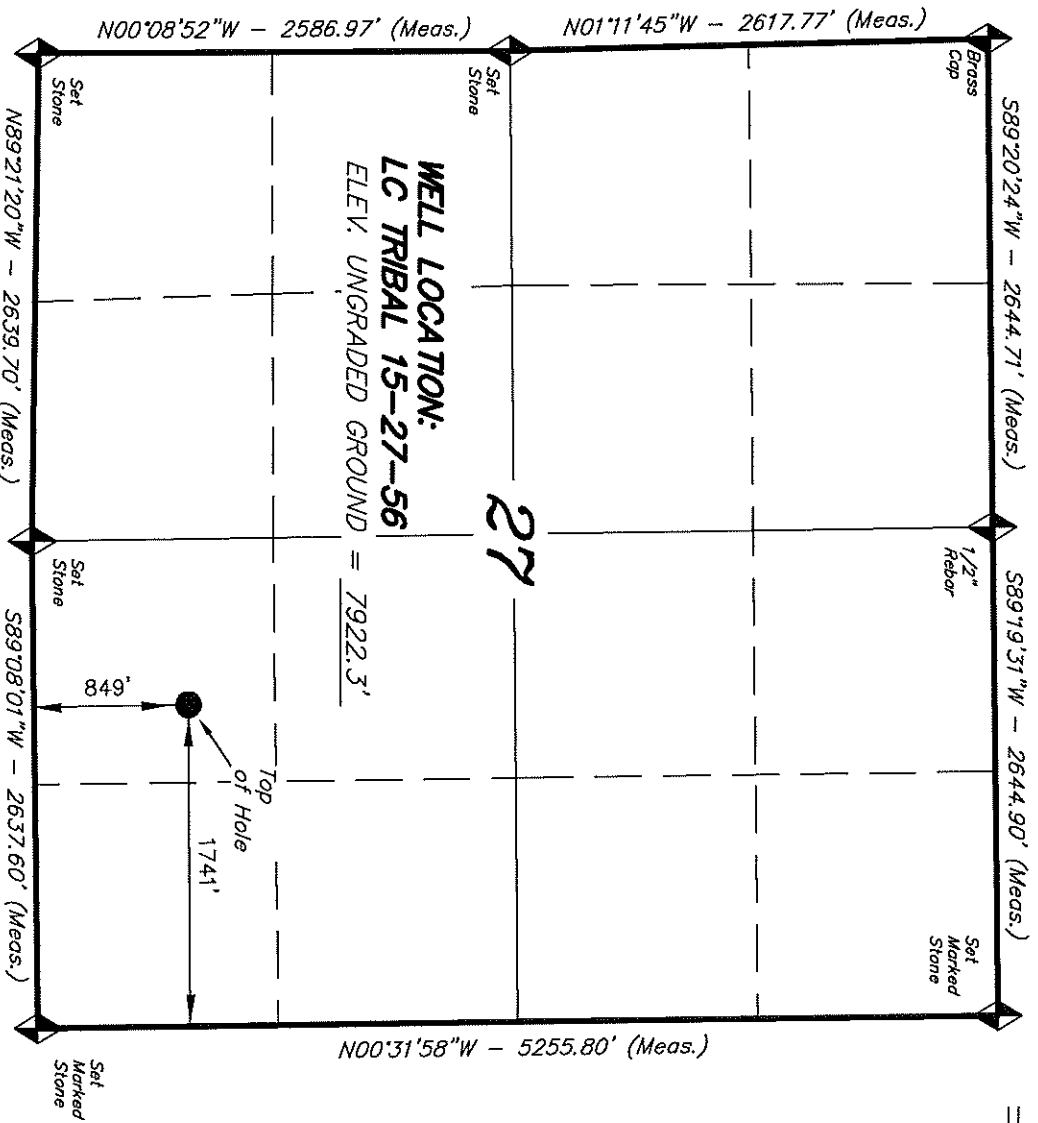 N00°08'52"W - 2586.97' (Meas.)
N01°11'45"W - 2617.77' (Meas.)
Brass
Cap
S89°20'24"W - 2644.71' (Meas.)
1/2"
Rebar
S89°19'31"W - 2644.90' (Meas.)
Set
Marked
Stone
Set
Stone
WELL LOCATION:
LC TRIBAL 15-27-56
ELEV. UNGRADED GROUND = 7922.3'
27
Set
Stone
N89°21'20"W - 2639.70' (Meas.)
Set
Stone
849'
Top
of Hole
1741'
S89°08'01"W - 2637.60' (Meas.)
N00°31'58"W - 5255.80' (Meas.)
Set
Marked
Stone